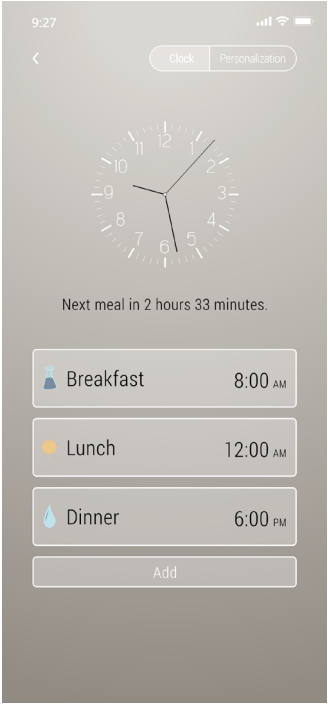 9:27
Clock Personalization
12
11 1
10 2
9 3
8 4
7 5
6
Next meal in 2 hours 33 minutes.
Breakfast 8:00 AM
Lunch 12:00 AM
Dinner 6:00 PM
Add